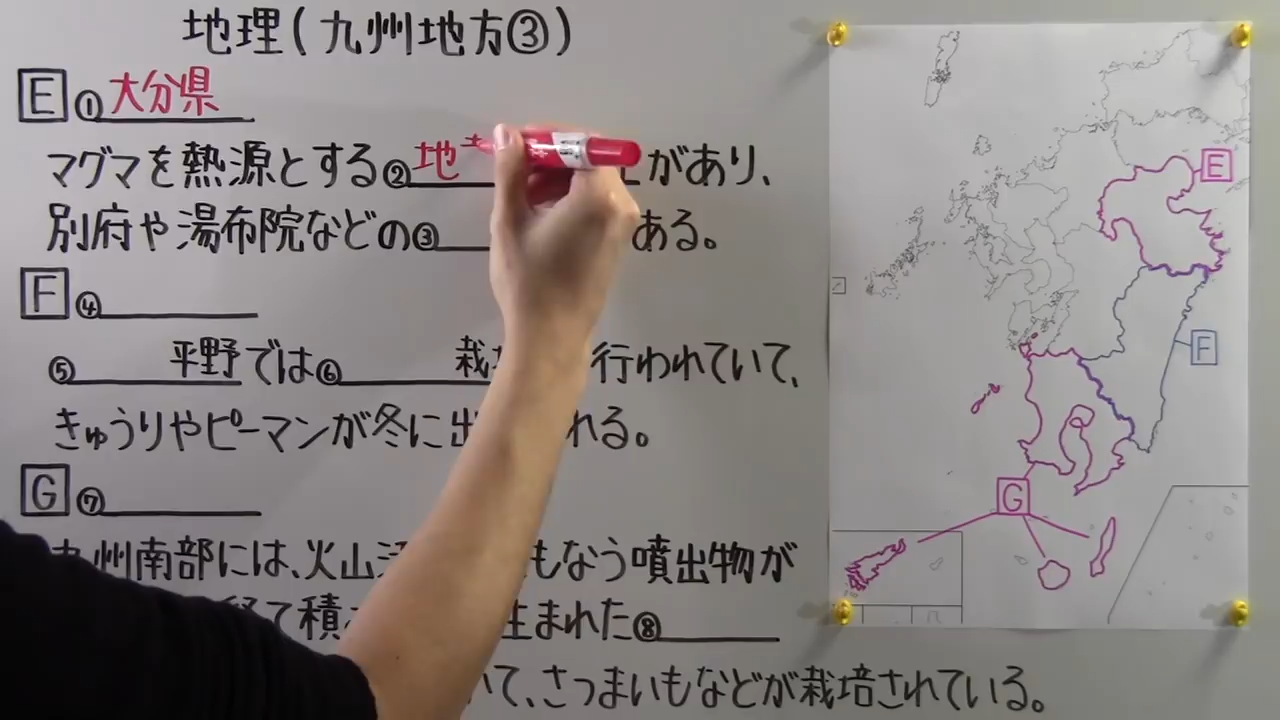 地理(九州地方③)
E ①大分県
マグマを熱源とする②地 があり、
別府や湯布院などの③ ある。
F ④
⑤ 平野では⑥ 栽 行われていて、
きゅうりやピーマンが冬に出 れる。
G ⑦
九州南部には、火山 もなう噴出物が
積 生まれた⑧
いて、さつまいもなどが栽培されている。
E
F
G